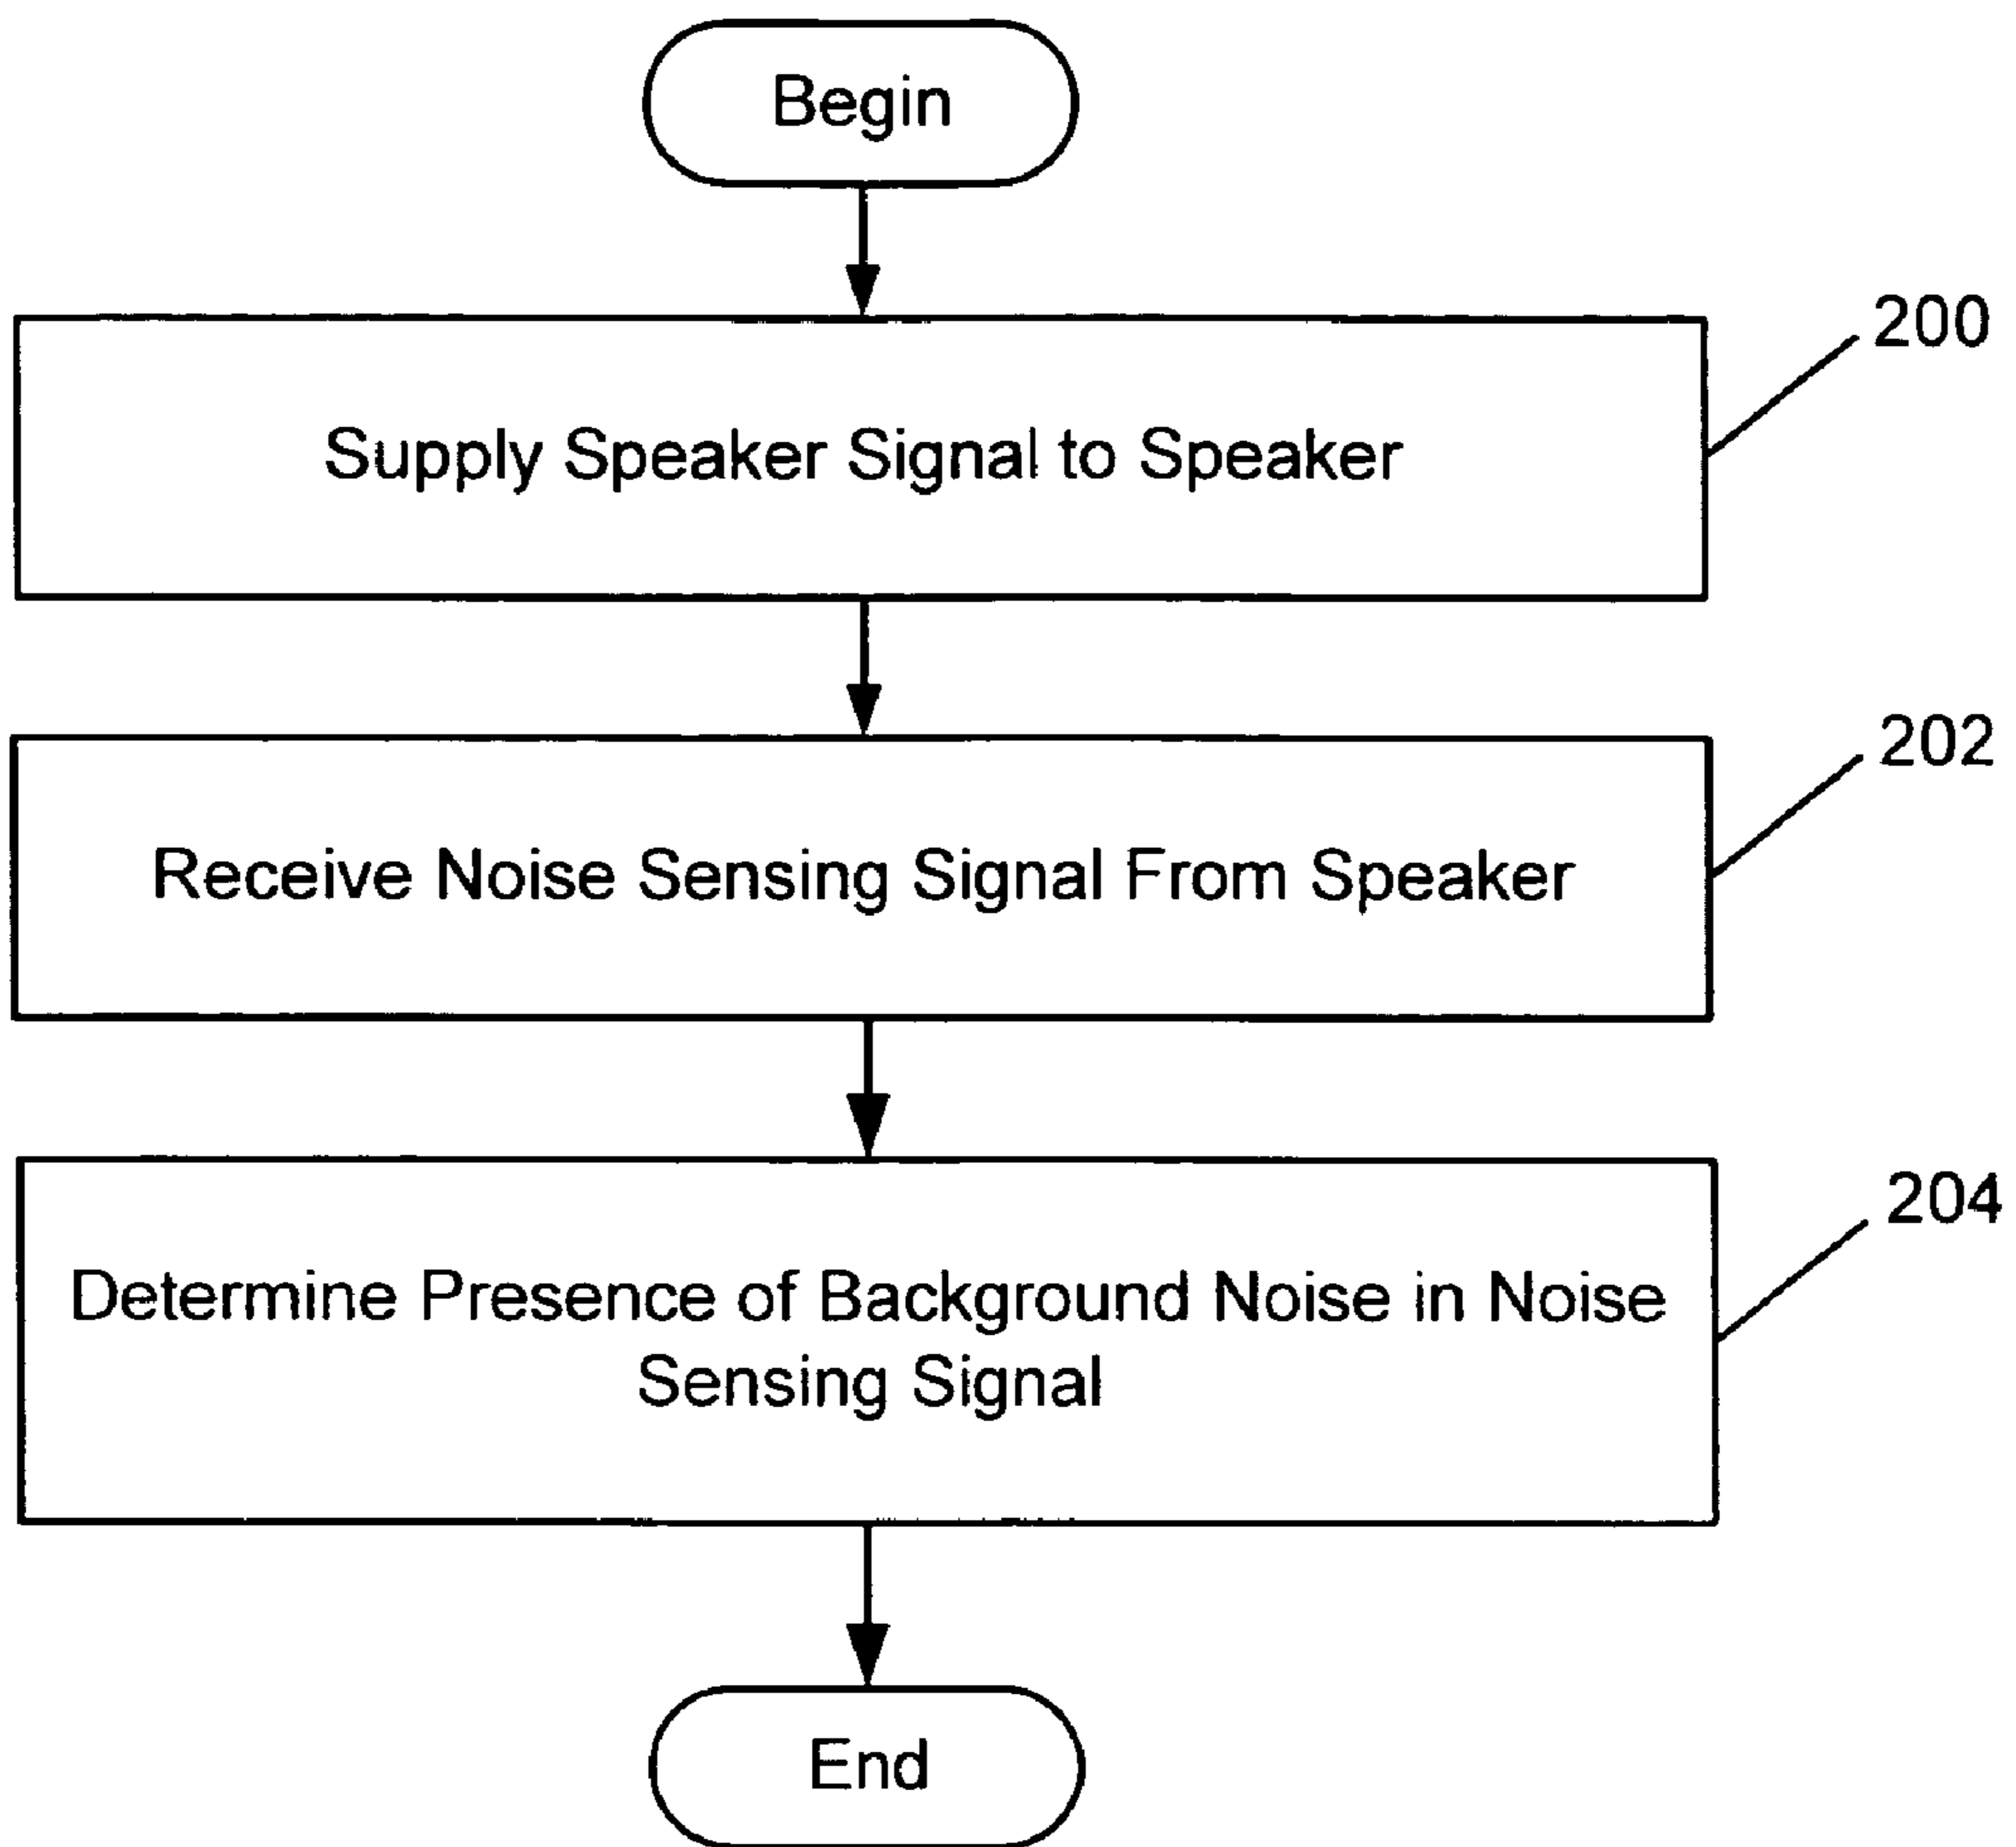 Begin
200
Supply Speaker Signal to Speaker
202
Receive Noise Sensing Signal From Speaker
204
Determine Presence of Background Noise in Noise
Sensing Signal
End